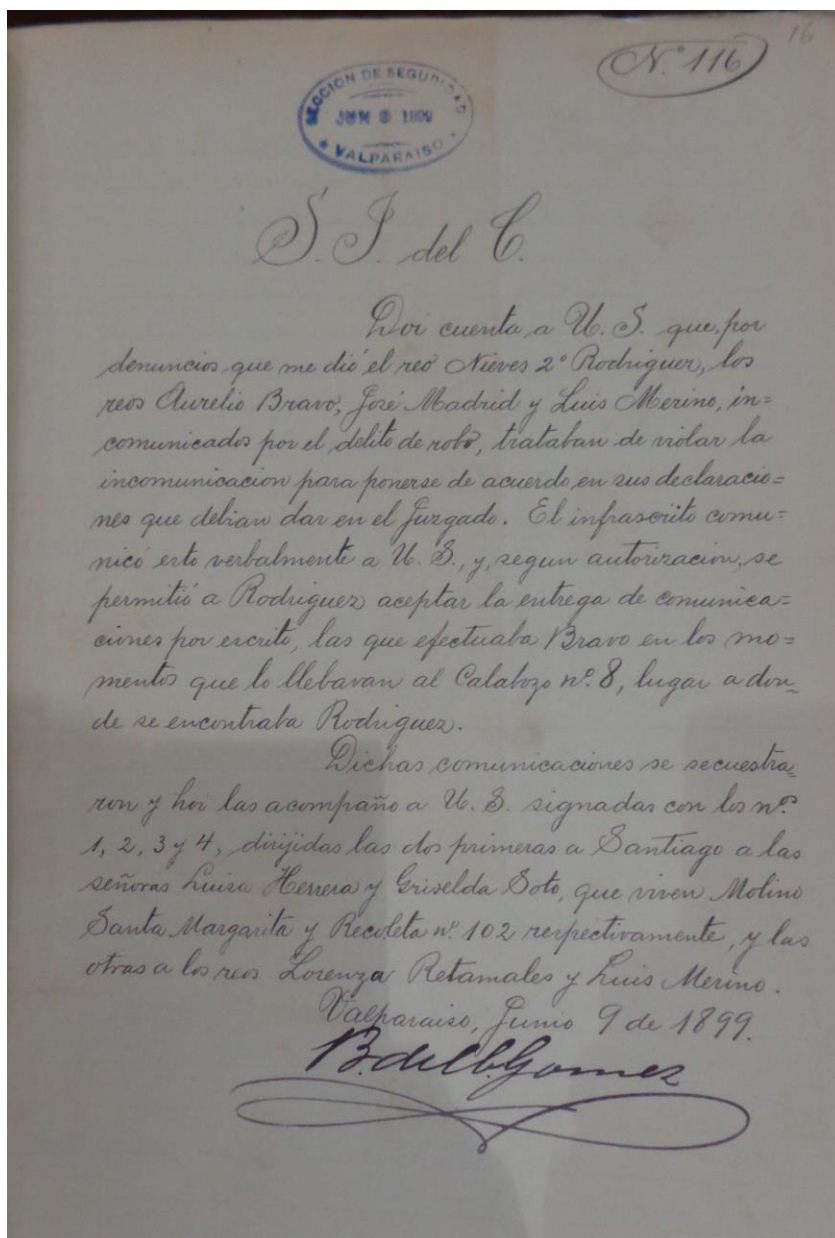 16
Nº 116
SECCION DE SEGURIDAD
JUN 9 1899
* VALPARAISO *
S. J. del C.
Doi cuenta a U. S. que, por
denuncios que me dió el reo Nieves 2º Rodriguez, los
reos Aurelio Bravo, José Madrid y Luis Merino, in=
comunicados por el delito de robo, trataban de violar la
incomunicacion para ponerse de acuerdo en sus declaracio=
nes que debian dar en el Juzgado. El infrascrito comu=
nicó esto verbalmente a U. S., y, segun autorizacion, se
permitió a Rodriguez aceptar la entrega de comunica=
ciones por escrito, las que efectuaba Bravo en los mo=
mentos que lo llebavan al Calabozo nº 8, lugar a don=
de se encontraba Rodriguez.
Dichas comunicaciones se secuestra=
ron y hoi las acompaño a U. S. signadas con los nos
1, 2, 3 y 4, dirijidas las dos primeras a Santiago a las
señoras Luisa Herrera y Griselda Soto, que viven Molino
Santa Margarita y Recoleta nº 102 respectivamente, y las
otras a los reos Lorenza Retamales y Luis Merino.
Valparaiso, Junio 9 de 1899.
B. del C. Gomez